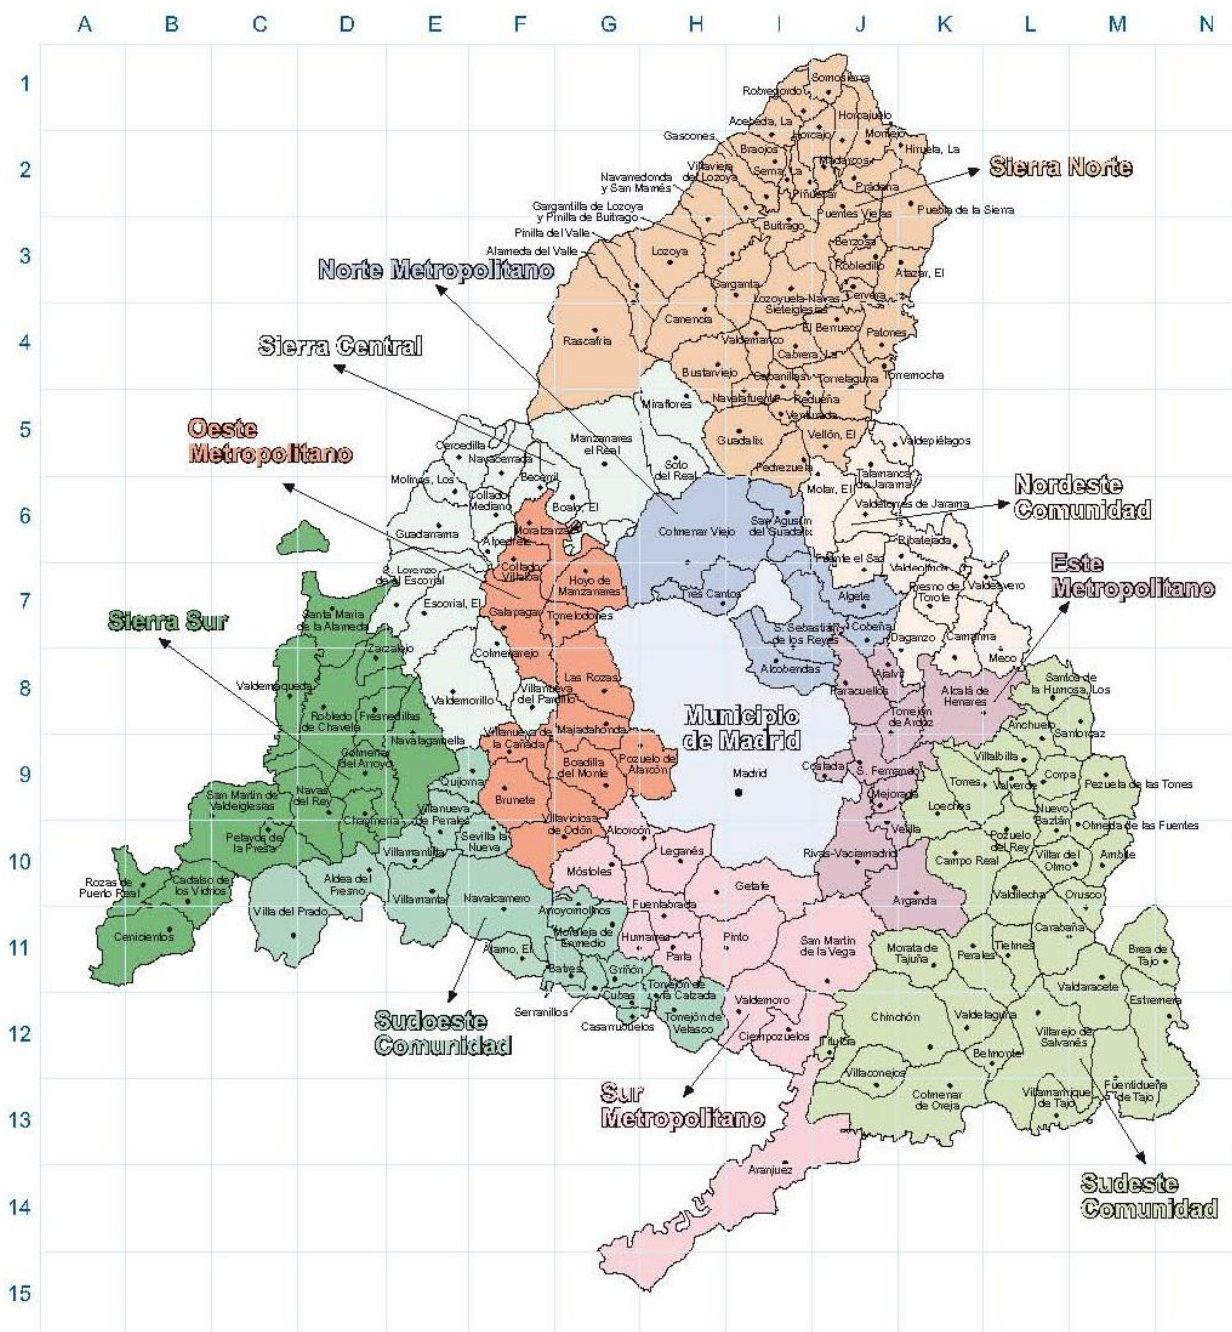 A B C D E F G H I J K L M N
1
2
3
4
5
6
7
8
9
10
11
12
13
14
15
Somosierra
Robregordo
Horcajuelo
Acebeda, La
Gascones
Horcajo
Montejo
Braojos
Hiruela, La
Madarcos
Villavieja
del Lozoya
Serna, La
Sierra Norte
Navarredonda
y San Mamés
Piñuécar
Prádena
Gargantilla de Lozoya
y Pinilla de Buitrago
Puentes Viejas
Puebla de la Sierra
Buitrago
Pinilla del Valle
Berzosa
Alameda del Valle
Lozoya
Robledillo
Atazar, El
Norte Metropolitano
Garganta
Cervera
Lozoyuela-Navas
Sieteiglesias
Canencia
El Berrueco
Patones
Rascafría
Valdemanco
Sierra Central
Cabrera, La
Bustarviejo
Cabanillas
Torrelaguna
Torremocha
Miraflores
Navalafuente
Redueña
Venturada
Oeste
Metropolitano
Cercedilla
Manzanares
el Real
Guadalix
Vellón, El
Valdepiélagos
Navacerrada
Soto
del Real
Pedrezuela
Talamanca
de Jarama
Molinos, Los
Becerril
Molar, El
Nordeste
Comunidad
Collado
Mediano
Boalo, El
Valdetorres de Jarama
Guadarrama
Moralzarzal
Colmenar Viejo
San Agustín
del Guadalix
Alpedrete
Ribatejada
Fuente el Saz
Valdeolmos
Este
Metropolitano
S. Lorenzo
de el Escorial
Collado
Villalba
Hoyo de
Manzanares
Fresno de
Torote
Valdeavero
Tres Cantos
Algete
Escorial, El
Galapagar
Torrelodones
Santa María
de la Alameda
Sierra Sur
S. Sebastián
de los Reyes
Cobeña
Daganzo
Camarma
Zarzalejo
Colmenarejo
Meco
Alcobendas
Ajalvir
Las Rozas
Valdemaqueda
Valdemorillo
Villanueva
del Pardillo
Paracuellos
Alcalá de
Henares
Santos de
la Humosa, Los
Robledo
de Chavela
Fresnedillas
Torrejón
de Ardoz
Municipio
de Madrid
Anchuelo
Santorcaz
Navalagamella
Villanueva de
la Cañada
Majadahonda
Colmenar
del Arroyo
Quijorna
Boadilla
del Monte
Pozuelo de
Alarcón
Madrid
Coslada
S. Fernando
Villalbilla
Torres
Valverde
Corpa
Pezuela de las Torres
San Martín de
Valdeiglesias
Navas
del Rey
Brunete
Mejorada
Loeches
Nuevo
Baztán
Chapinería
Villanueva
de Perales
Villaviciosa
de Odón
Olmeda de las Fuentes
Pelayos de
la Presa
Sevilla la
Nueva
Alcorcón
Velilla
Pozuelo
del Rey
Villamantilla
Leganés
Rivas-Vaciamadrid
Campo Real
Villar del
Olmo
Ambite
Móstoles
Rozas de
Puerto Real
Cadalso de
los Vidrios
Aldea del
Fresno
Getafe
Villamanta
Navalcarnero
Valdilecha
Orusco
Arganda
Villa del Prado
Arroyomolinos
Fuenlabrada
Cenicientos
Moraleja de
Enmedio
Humanes
Pinto
San Martín
de la Vega
Carabaña
Morata de
Tajuña
Perales
Tielmes
Brea de
Tajo
Álamo, El
Parla
Batres
Griñón
Valdaracete
Torrejón de
la Calzada
Cubas
Valdemoro
Estremera
Serranillos
Chinchón
Valdelaguna
Casarrubuelos
Torrejón de
Velasco
Sudoeste
Comunidad
Ciempozuelos
Titulcia
Villarejo de
Salvanés
Belmonte
Villaconejos
Sur
Metropolitano
Colmenar
de Oreja
Villamanrique
de Tajo
Fuentidueña
de Tajo
Aranjuez
Sudeste
Comunidad